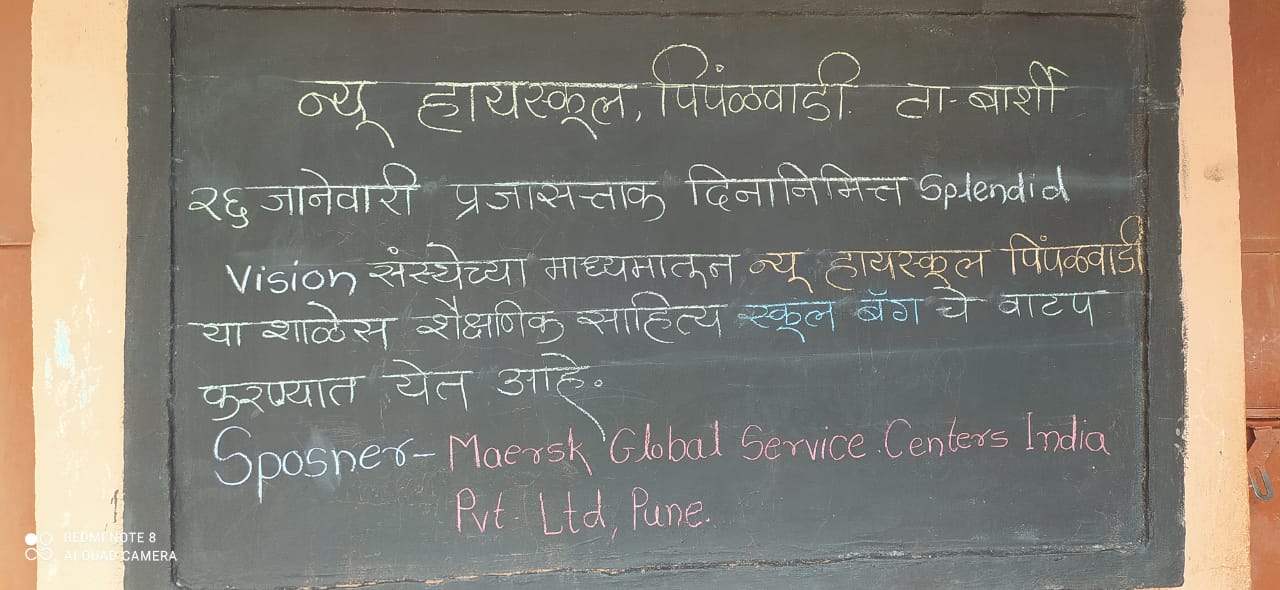 न्यू हायस्कूल, पिंपळवाडी. ता- बार्शी
२६ जानेवारी प्रजासत्ताक दिनानिमित्त Splendid
Vision संस्थेच्या माध्यमातून न्यू हायस्कूल पिंपळवाडी
या शाळेस शैक्षणिक साहित्य स्कूल बॅग चे वाटप
करण्यात येत आहे.
Sposner- Maersk Global Service. Centers India
Pvt. Ltd, Pune.
REDMI NOTE 8
AI QUAD CAMERA